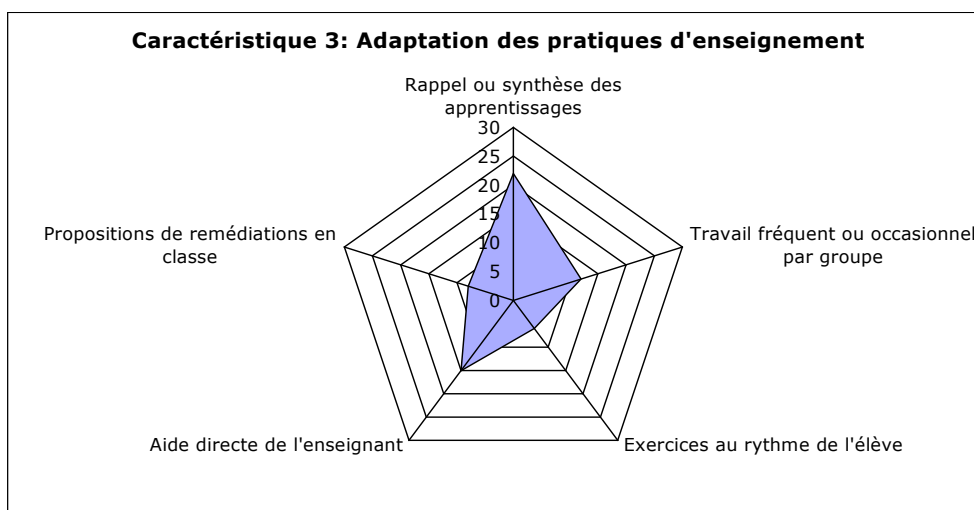 Caractéristique 3: Adaptation des pratiques d'enseignement
Rappel ou synthèse des
apprentissages
30
25
20
15
10
5
0
Travail fréquent ou occasionnel
par groupe
Exercices au rythme de l'élève
Aide directe de l'enseignant
Propositions de remédiations en
classe